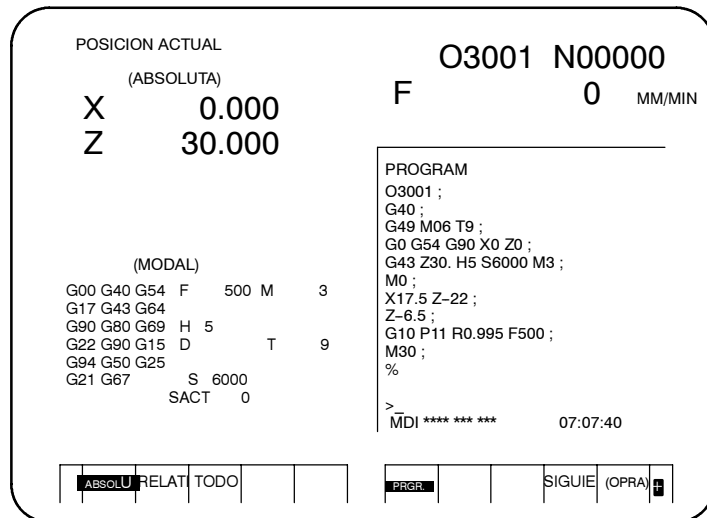 POSICION ACTUAL
O3001 N00000
(ABSOLUTA)
F 0 MM/MIN
X 0.000
Z 30.000
PROGRAM
O3001 ;
G40 ;
G49 M06 T9 ;
G0 G54 G90 X0 Z0 ;
G43 Z30. H5 S6000 M3 ;
M0 ;
X17.5 Z–22 ;
Z–6.5 ;
G10 P11 R0.995 F500 ;
M30 ;
%
(MODAL)
G00 G40 G54 F 500 M 3
G17 G43 G64
G90 G80 G69 H 5
G22 G90 G15 D T 9
G94 G50 G25
G21 G67 S 6000
SACT 0
>_
MDI **** *** *** 07:07:40
ABSOLU RELATI TODO
PRGR. SIGUIE (OPRA) +